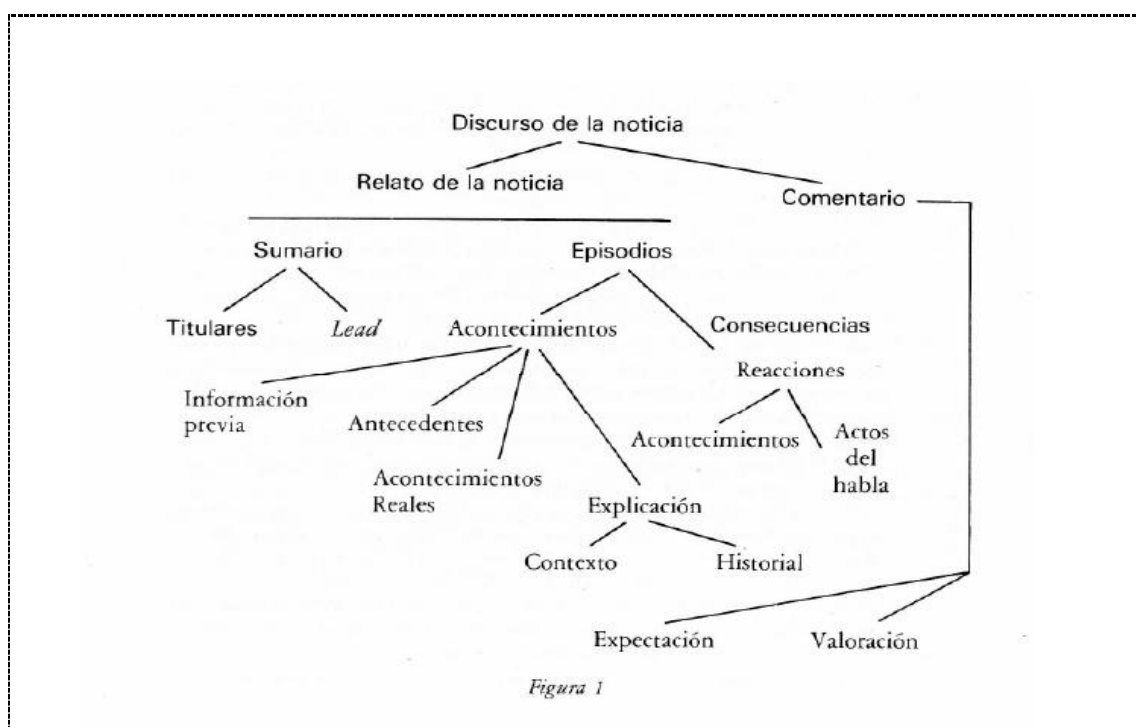 Discurso de la noticia
Relato de la noticia
Comentario
Sumario
Episodios
Titulares
Lead
Acontecimientos
Consecuencias
Reacciones
Información
previa
Antecedentes
Acontecimientos
Actos
del
habla
Acontecimientos
Reales
Explicación
Contexto
Historial
Expectación
Valoración
Figura 1